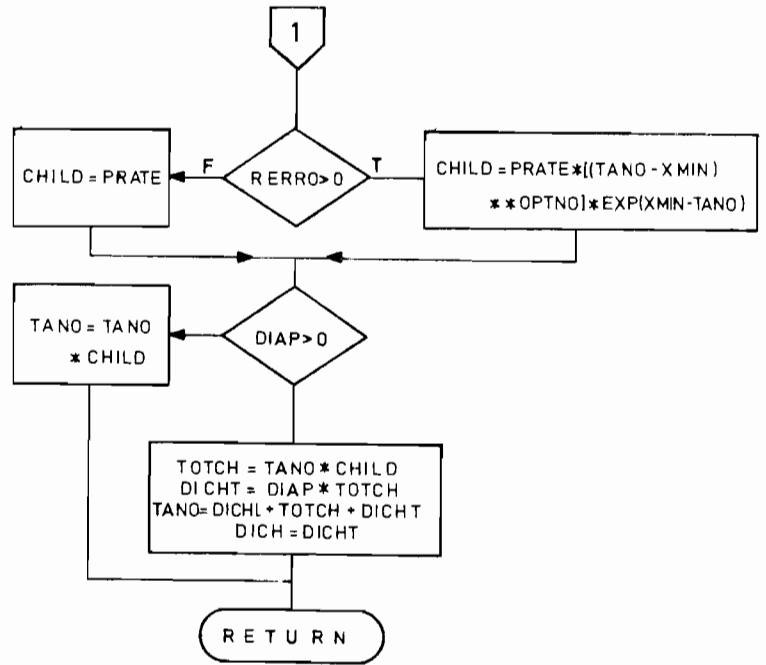 1
F
RERRO>0
T
CHILD=PRATE
CHILD=PRATE*[(TANO-XMIN)
**OPTNO]*EXP(XMIN-TANO)
TANO=TANO
*CHILD
DIAP>0
TOTCH=TANO*CHILD
DICHT=DIAP*TOTCH
TANO=DICHL+TOTCH+DICHT
DICH=DICHT
RETURN